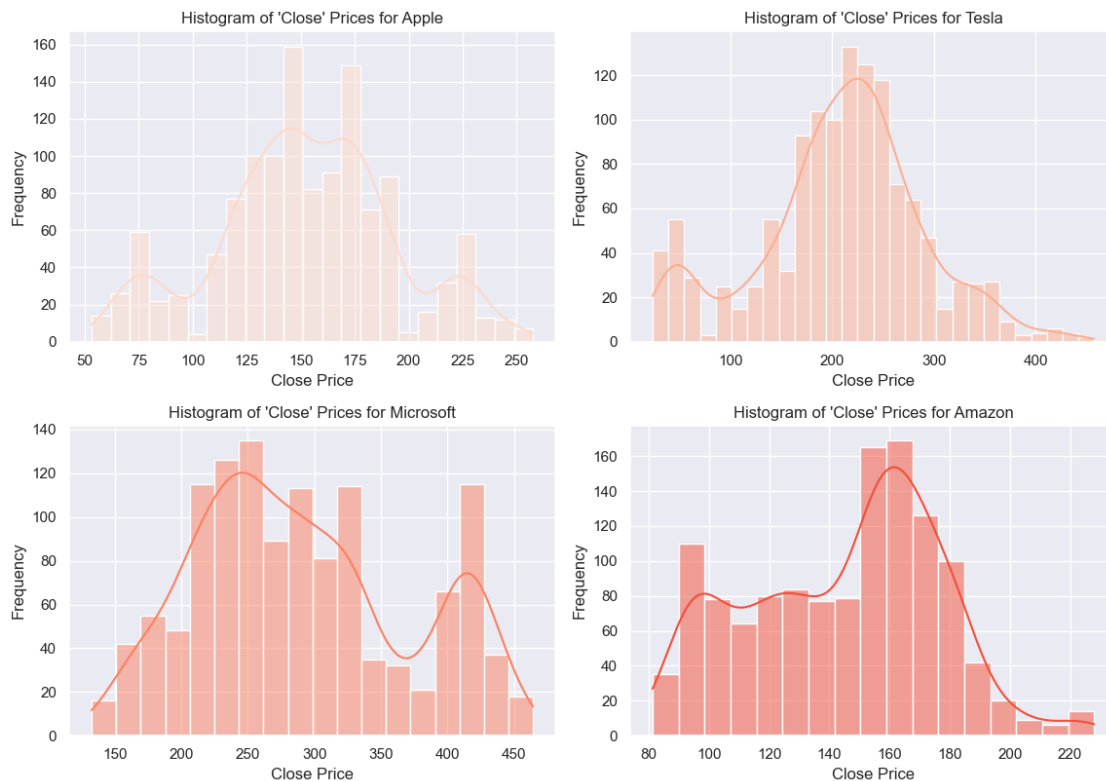 Histogram of 'Close' Prices for Apple
160
140
120
100
80
60
40
20
0
Frequency
50 75 100 125 150 175 200 225 250
Close Price
Histogram of 'Close' Prices for Tesla
120
100
80
60
40
20
0
Frequency
100 200 300 400
Close Price
Histogram of 'Close' Prices for Microsoft
140
120
100
80
60
40
20
0
Frequency
150 200 250 300 350 400 450
Close Price
Histogram of 'Close' Prices for Amazon
160
140
120
100
80
60
40
20
0
Frequency
80 100 120 140 160 180 200 220
Close Price